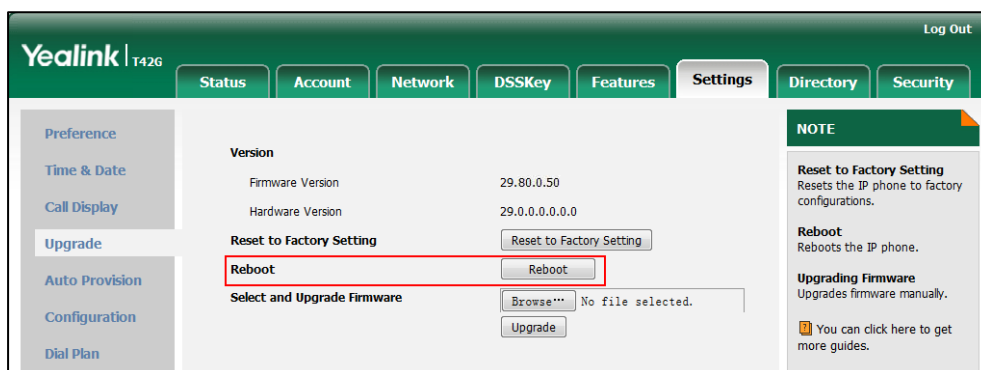 Log Out
Yealink T42G
Status Account Network DSSKey Features Settings Directory Security
Preference
Time & Date
Call Display
Upgrade
Auto Provision
Configuration
Dial Plan
Version
Firmware Version 29.80.0.50
Hardware Version 29.0.0.0.0.0.0
Reset to Factory Setting Reset to Factory Setting
Reboot Reboot
Select and Upgrade Firmware Browse··· No file selected.
Upgrade
NOTE
Reset to Factory Setting
Resets the IP phone to factory
configurations.
Reboot
Reboots the IP phone.
Upgrading Firmware
Upgrades firmware manually.
? You can click here to get
more guides.